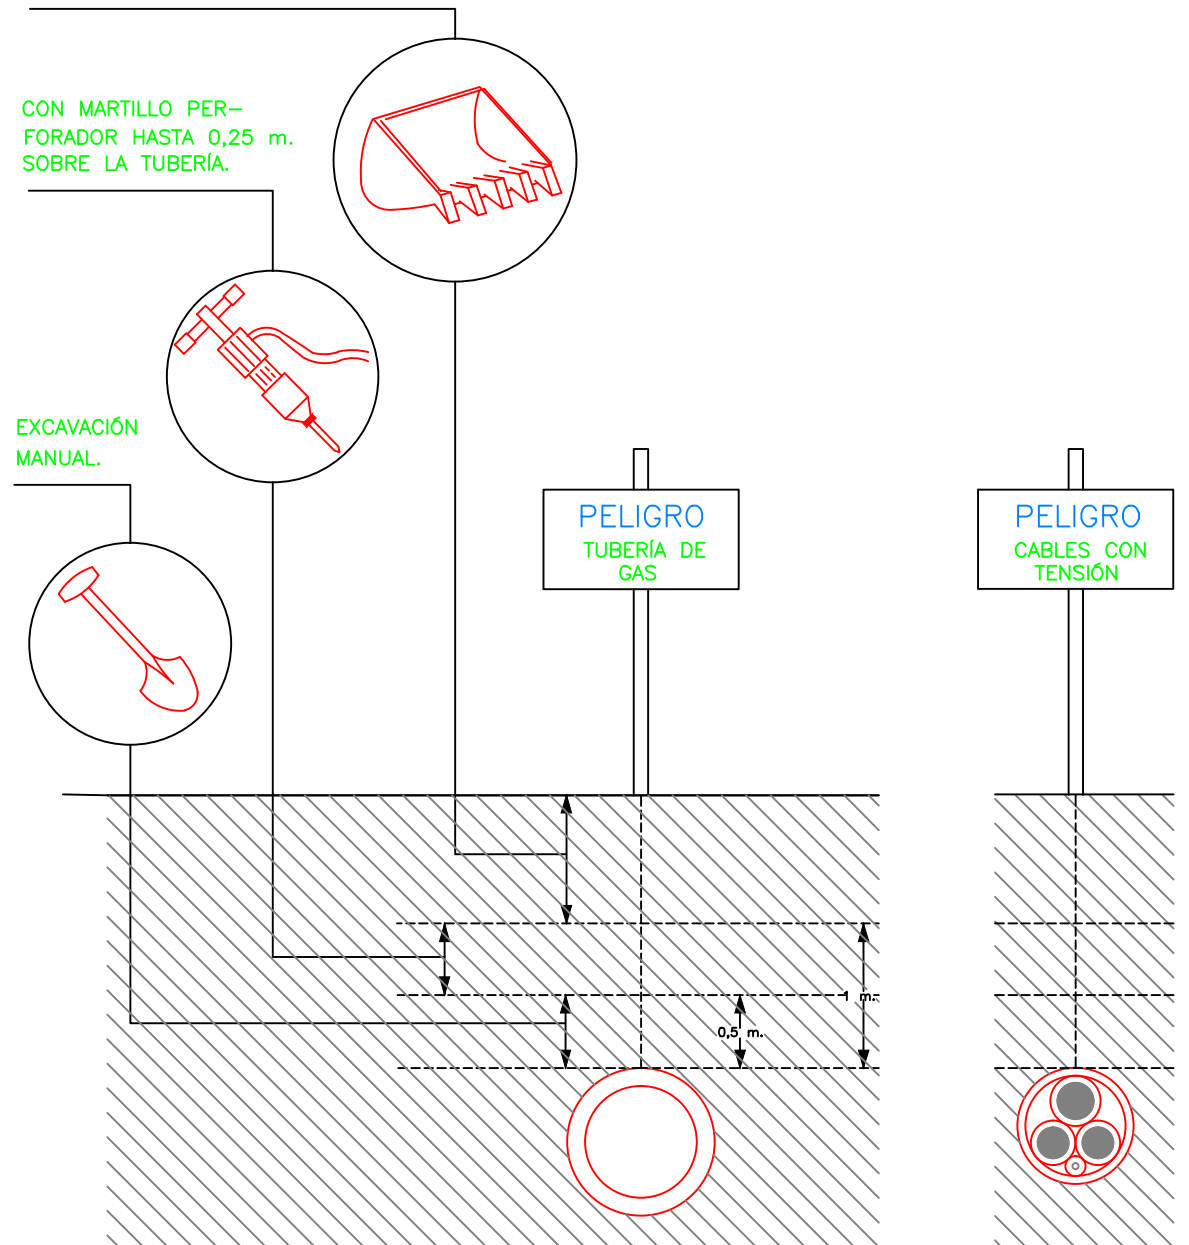 CON MARTILLO PER-
FORADOR HASTA 0,25 m.
SOBRE LA TUBERÍA.
EXCAVACIÓN
MANUAL.
PELIGRO
TUBERÍA DE
GAS
PELIGRO
CABLES CON
TENSIÓN
1 m.
0,5 m.